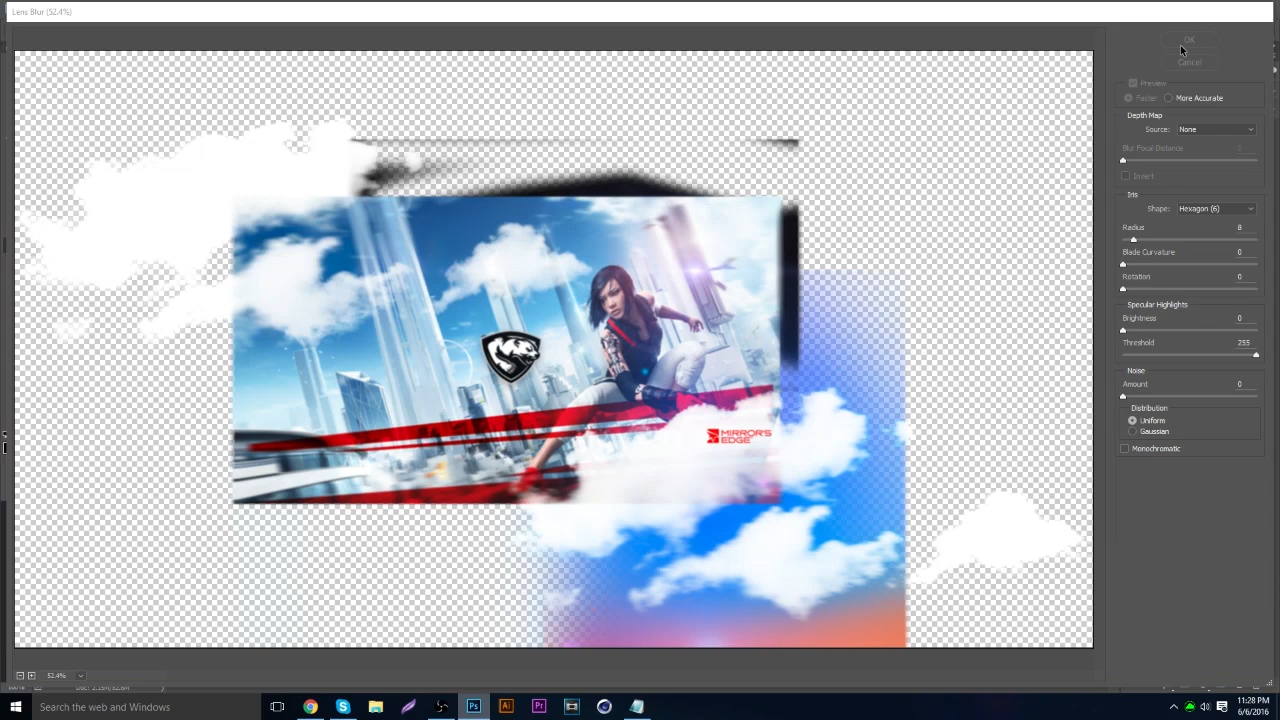 Lens Blur (52.4%)
OK
Cancel
Preview
Faster
More Accurate
Depth Map
Source: None
Blur Focal Distance
Invert
Iris
Shape: Hexagon (6)
Radius 8
Blade Curvature 0
Rotation 0
Specular Highlights
Brightness 0
Threshold 255
Noise
Amount 0
Distribution
Uniform
Gaussian
Monochromatic
MIRROR'S
EDGE
52.4%
Search the web and Windows
Ps
Ai
Pr
11:28 PM
6/6/2016